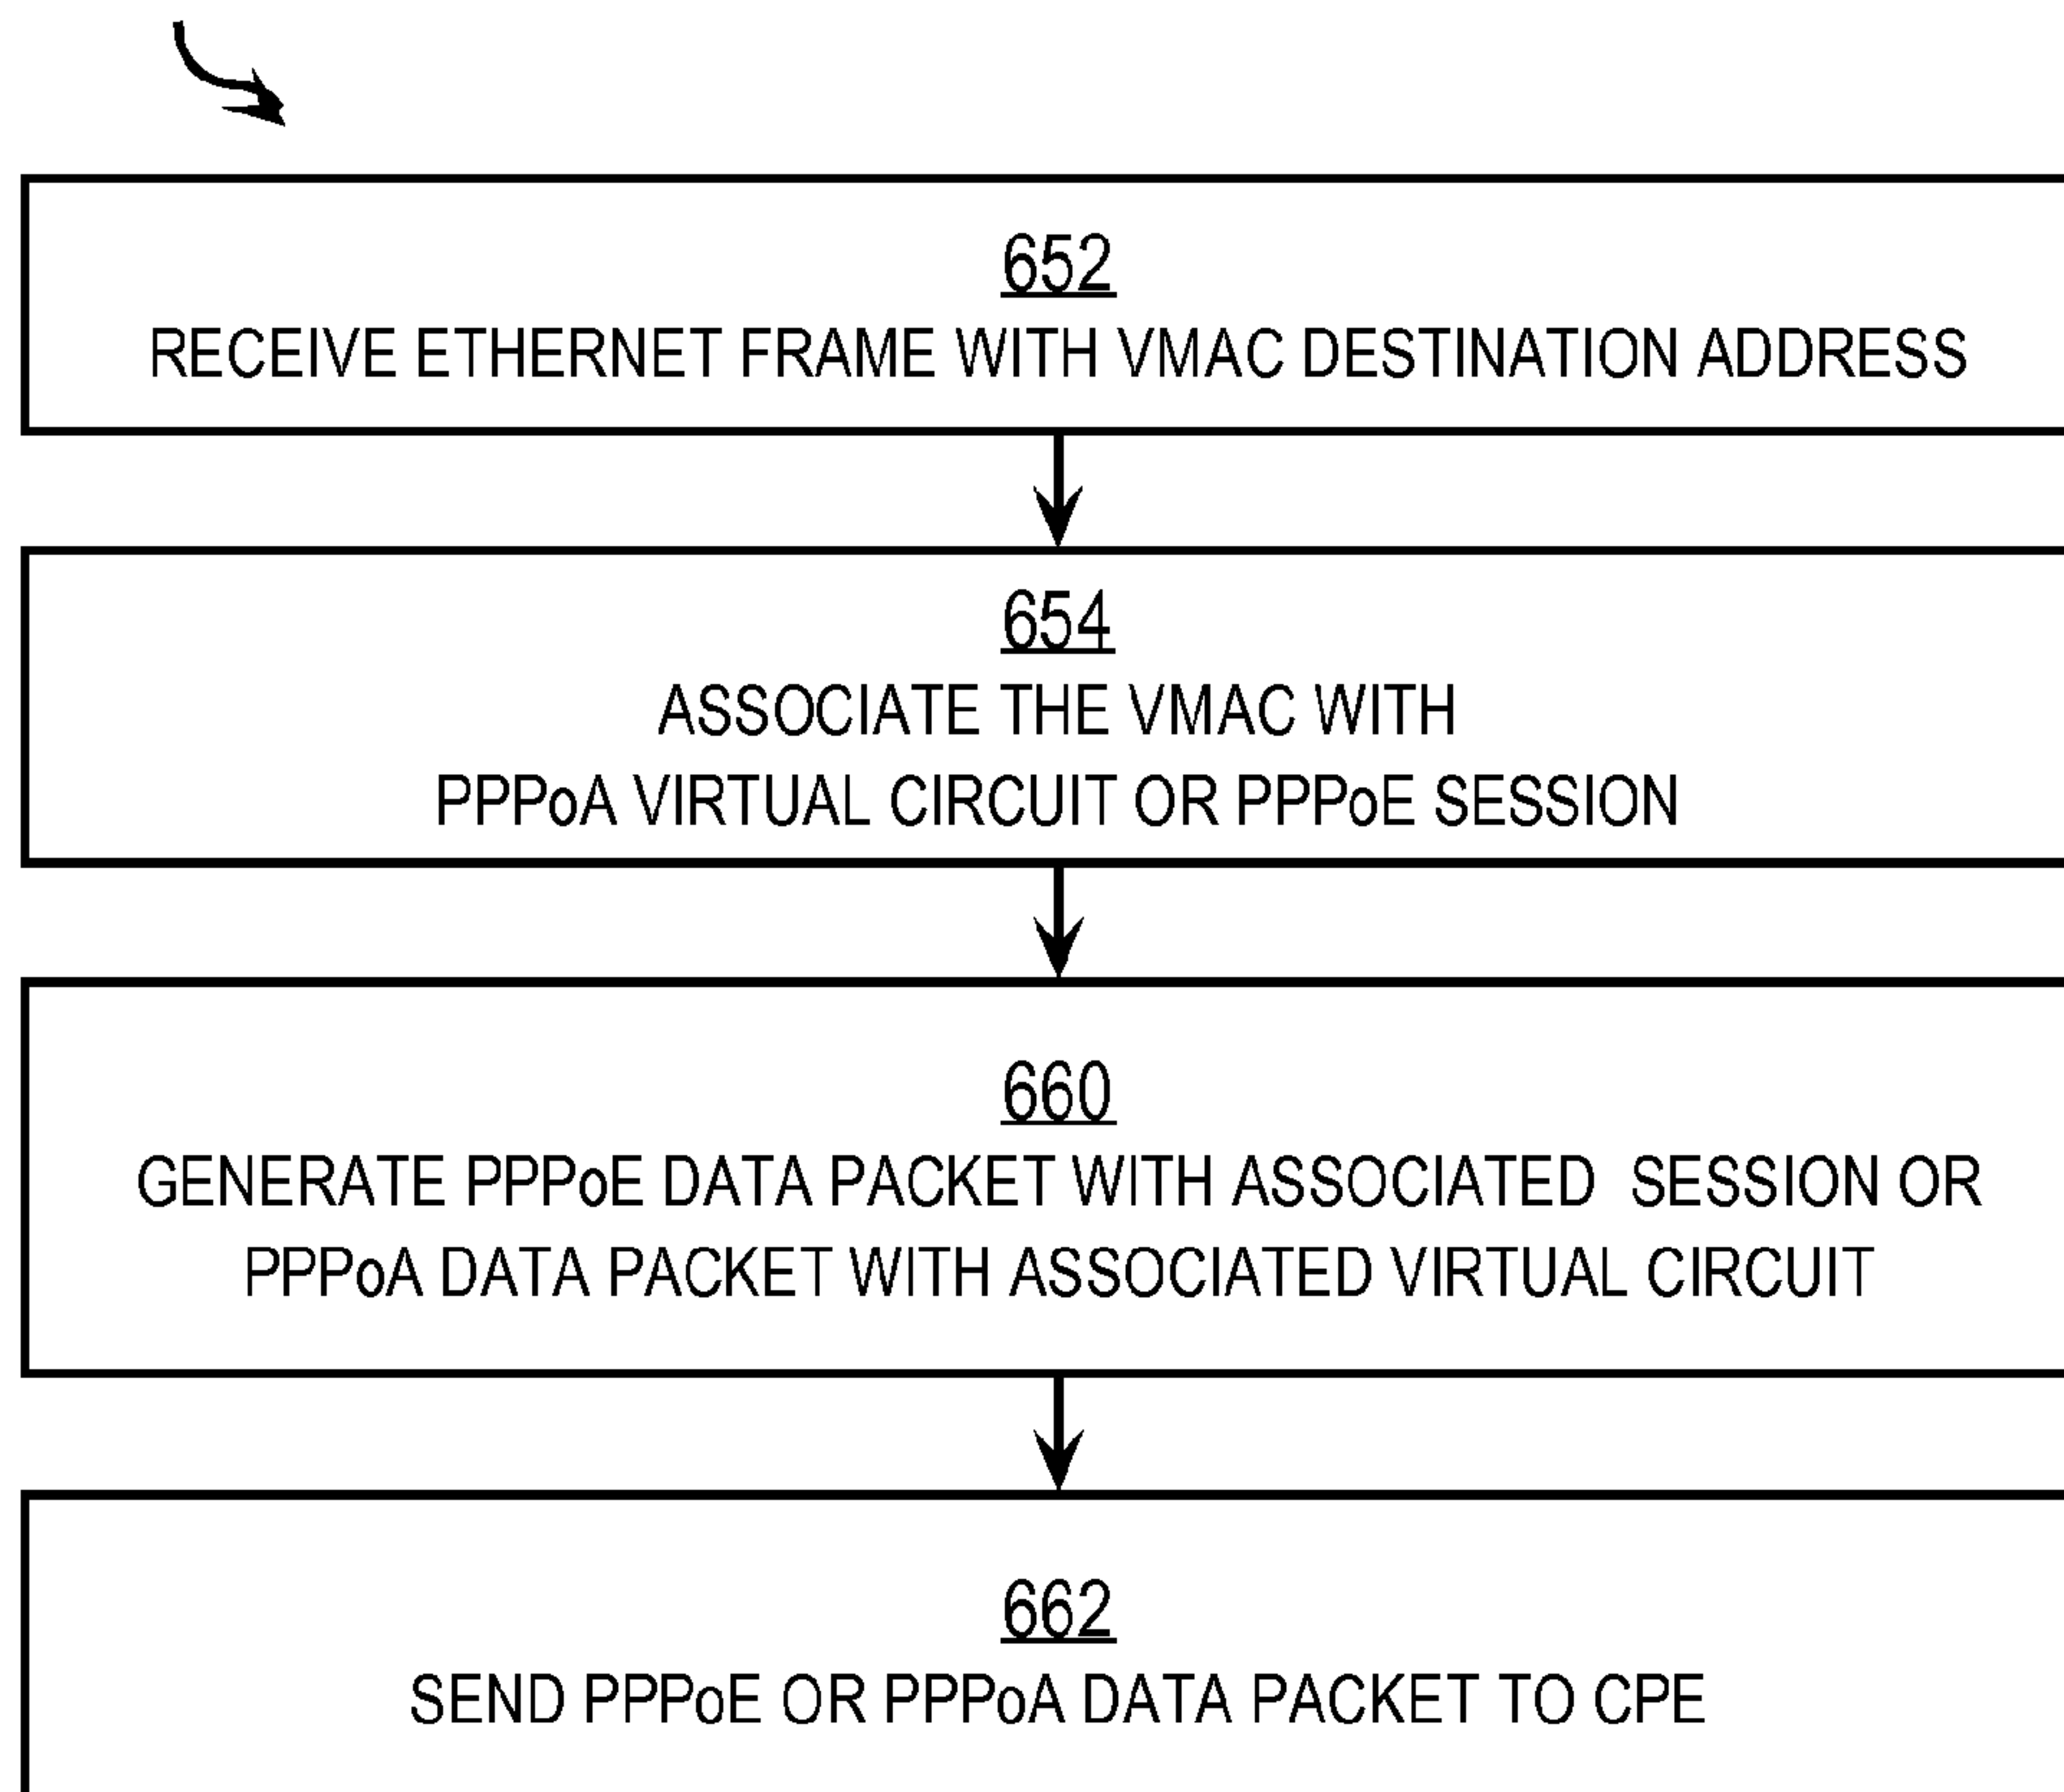 652
RECEIVE ETHERNET FRAME WITH VMAC DESTINATION ADDRESS
654
ASSOCIATE THE VMAC WITH
PPPoA VIRTUAL CIRCUIT OR PPPoE SESSION
660
GENERATE PPPoE DATA PACKET WITH ASSOCIATED SESSION OR
PPPoA DATA PACKET WITH ASSOCIATED VIRTUAL CIRCUIT
662
SEND PPPoE OR PPPoA DATA PACKET TO CPE